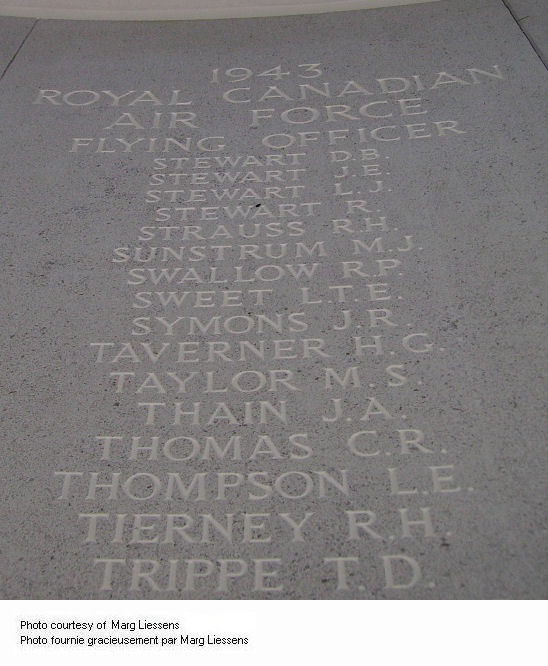 1943
ROYAL CANADIAN
AIR FORCE
FLYING OFFICER
STEWART D.B.
STEWART J.E.
STEWART L.J.
STEWART R.
STRAUSS R.H.
SUNSTRUM M.J.
SWALLOW R.P.
SWEET L.T.E.
SYMONS J.R.
TAVERNER H.G.
TAYLOR M.S.
THAIN J.A.
THOMAS C.R.
THOMPSON L.E.
TIERNEY R.H.
TRIPPE T.D.
Photo courtesy of Marg Liessens
Photo fournie gracieusement par Marg Liessens